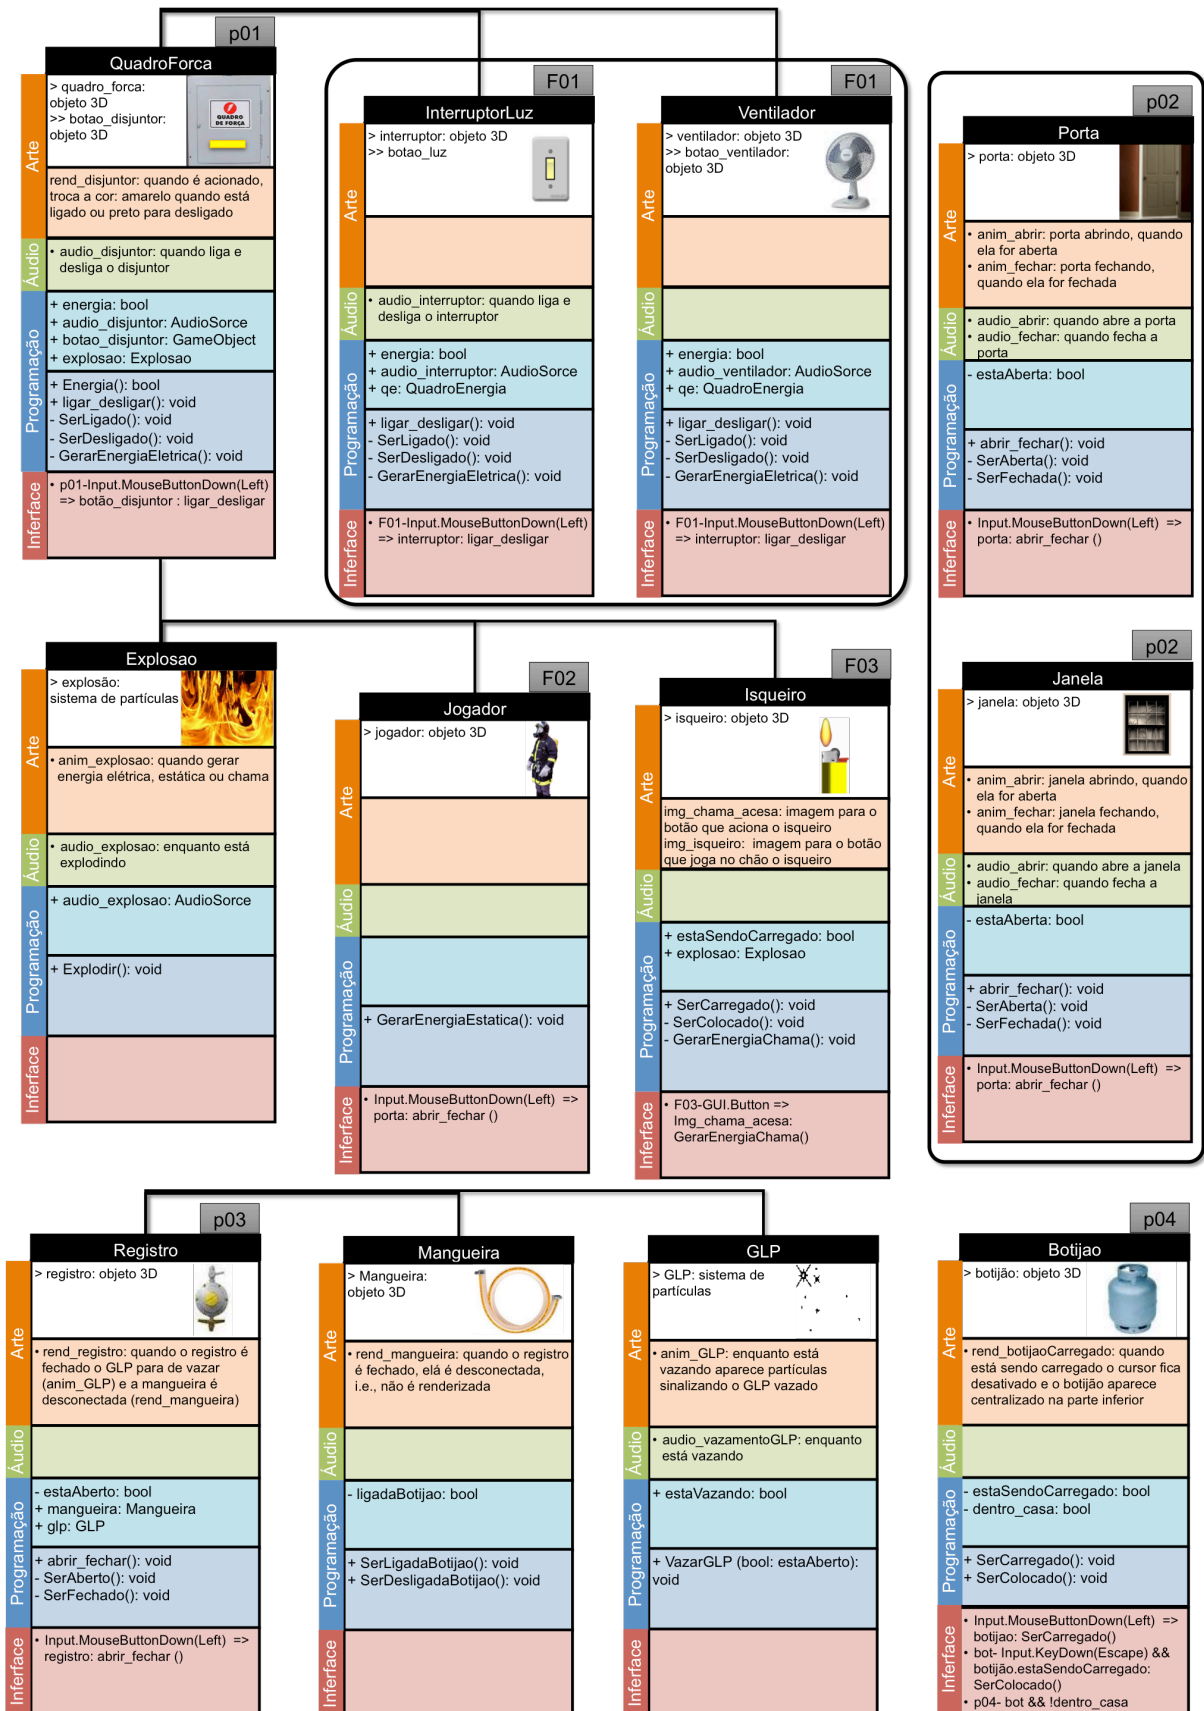 p01
QuadroForca
Arte
> quadro_forca:
objeto 3D
>> botao_disjuntor:
objeto 3D
QUADRO
DE FORÇA
rend_disjuntor: quando é acionado,
troca a cor: amarelo quando está
ligado ou preto para desligado
Áudio
• audio_disjuntor: quando liga e
desliga o disjuntor
Programação
+ energia: bool
+ audio_disjuntor: AudioSorce
+ botao_disjuntor: GameObject
+ explosao: Explosao
+ Energia(): bool
+ ligar_desligar(): void
- SerLigado(): void
- SerDesligado(): void
- GerarEnergiaEletrica(): void
Inferface
• p01-Input.MouseButtonDown(Left)
=> botão_disjuntor : ligar_desligar
F01
InterruptorLuz
Arte
> interruptor: objeto 3D
>> botao_luz
Áudio
• audio_interruptor: quando liga e
desliga o interruptor
Programação
+ energia: bool
+ audio_interruptor: AudioSorce
+ qe: QuadroEnergia
+ ligar_desligar(): void
- SerLigado(): void
- SerDesligado(): void
- GerarEnergiaEletrica(): void
Inferface
• F01-Input.MouseButtonDown(Left)
=> interruptor: ligar_desligar
F01
Ventilador
Arte
> ventilador: objeto 3D
>> botao_ventilador:
objeto 3D
Áudio
Programação
+ energia: bool
+ audio_ventilador: AudioSorce
+ qe: QuadroEnergia
+ ligar_desligar(): void
- SerLigado(): void
- SerDesligado(): void
- GerarEnergiaEletrica(): void
Inferface
• F01-Input.MouseButtonDown(Left)
=> interruptor: ligar_desligar
p02
Porta
Arte
> porta: objeto 3D
• anim_abrir: porta abrindo, quando
ela for aberta
• anim_fechar: porta fechando,
quando ela for fechada
Áudio
• audio_abrir: quando abre a porta
• audio_fechar: quando fecha a
porta
Programação
- estaAberta: bool
+ abrir_fechar(): void
- SerAberta(): void
- SerFechada(): void
Inferface
• Input.MouseButtonDown(Left) =>
porta: abrir_fechar ()
Explosao
Arte
> explosão:
sistema de partículas
• anim_explosao: quando gerar
energia elétrica, estática ou chama
Áudio
• audio_explosao: enquanto está
explodindo
Programação
+ audio_explosao: AudioSorce
+ Explodir(): void
Inferface
F02
Jogador
Arte
> jogador: objeto 3D
Áudio
Programação
+ GerarEnergiaEstatica(): void
Inferface
• Input.MouseButtonDown(Left) =>
porta: abrir_fechar ()
F03
Isqueiro
Arte
> isqueiro: objeto 3D
img_chama_acesa: imagem para o
botão que aciona o isqueiro
img_isqueiro: imagem para o botão
que joga no chão o isqueiro
Áudio
Programação
+ estaSendoCarregado: bool
+ explosao: Explosao
+ SerCarregado(): void
- SerColocado(): void
- GerarEnergiaChama(): void
Inferface
• F03-GUI.Button =>
Img_chama_acesa:
GerarEnergiaChama()
p02
Janela
Arte
> janela: objeto 3D
• anim_abrir: janela abrindo, quando
ela for aberta
• anim_fechar: janela fechando,
quando ela for fechada
Áudio
• audio_abrir: quando abre a janela
• audio_fechar: quando fecha a
janela
Programação
- estaAberta: bool
+ abrir_fechar(): void
- SerAberta(): void
- SerFechada(): void
Inferface
• Input.MouseButtonDown(Left) =>
porta: abrir_fechar ()
p03
Registro
Arte
> registro: objeto 3D
• rend_registro: quando o registro é
fechado o GLP para de vazar
(anim_GLP) e a mangueira é
desconectada (rend_mangueira)
Áudio
Programação
- estaAberto: bool
+ mangueira: Mangueira
+ glp: GLP
+ abrir_fechar(): void
- SerAberto(): void
- SerFechado(): void
Inferface
• Input.MouseButtonDown(Left) =>
registro: abrir_fechar ()
Mangueira
Arte
> Mangueira:
objeto 3D
• rend_mangueira: quando o registro
é fechado, elá é desconectada,
i.e., não é renderizada
Áudio
Programação
- ligadaBotijao: bool
+ SerLigadaBotijao(): void
+ SerDesligadaBotijao(): void
Inferface
GLP
Arte
> GLP: sistema de
partículas
• anim_GLP: enquanto está
vazando aparece partículas
sinalizando o GLP vazado
Áudio
• audio_vazamentoGLP: enquanto
está vazando
Programação
+ estaVazando: bool
+ VazarGLP (bool: estaAberto):
void
Inferface
p04
Botijao
Arte
> botijão: objeto 3D
• rend_botijaoCarregado: quando
está sendo carregado o cursor fica
desativado e o botijão aparece
centralizado na parte inferior
Áudio
Programação
- estaSendoCarregado: bool
- dentro_casa: bool
+ SerCarregado(): void
+ SerColocado(): void
Inferface
• Input.MouseButtonDown(Left) =>
botijao: SerCarregado()
• bot- Input.KeyDown(Escape) &&
botijão.estaSendoCarregado:
SerColocado()
• p04- bot && !dentro_casa